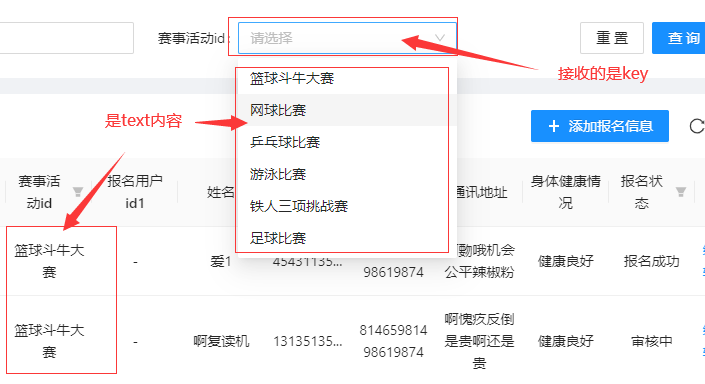 赛事活动id:
请选择
重 置
查 询
接收的是key
篮球斗牛大赛
网球比赛
乒乓球比赛
游泳比赛
铁人三项挑战赛
足球比赛
是text内容
+ 添加报名信息
赛事活
动id
报名用户
id1
姓名
通讯地址
身体健康情
况
报名状
态
篮球斗牛大
赛
-
爱1
45431135...
98619874
勠哦机会
公平辣椒粉
健康良好
报名成功
篮球斗牛大
赛
-
啊复读机
13135135...
814659814
98619874
啊愧疚反倒
是贵啊还是
贵
健康良好
审核中